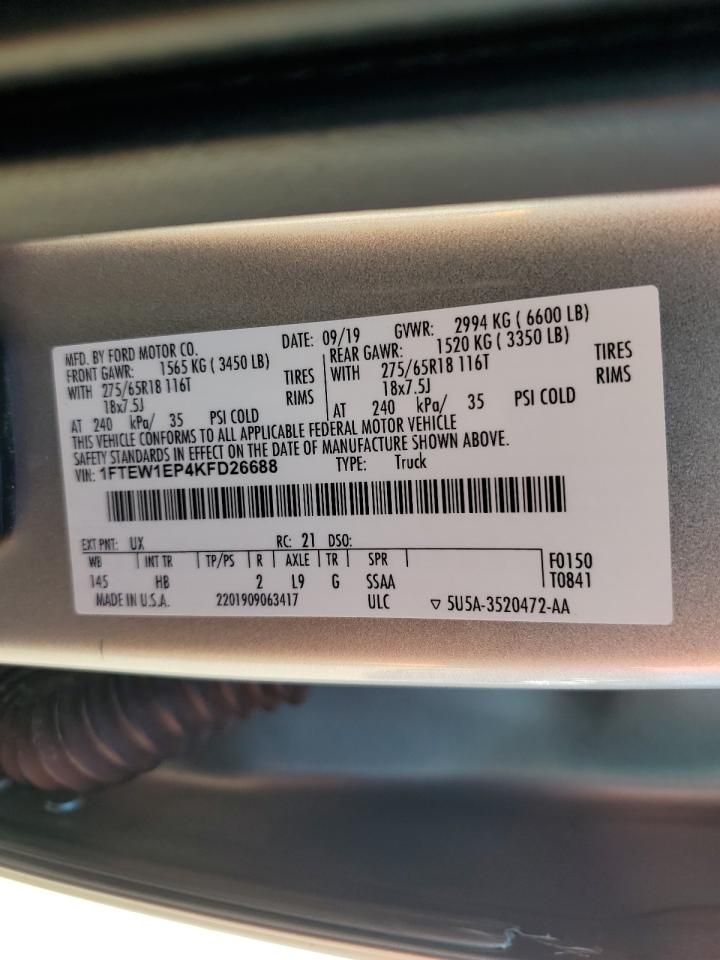 MFD. BY FORD MOTOR CO. DATE: 09/19 GVWR: 2994 KG ( 6600 LB)
FRONT GAWR: 1565 KG ( 3450 LB) REAR GAWR: 1520 KG ( 3350 LB)
WITH 275/65R18 116T TIRES WITH 275/65R18 116T TIRES
18x7.5J RIMS 18x7.5J RIMS
AT 240 kPa/ 35 PSI COLD AT 240 kPa/ 35 PSI COLD
THIS VEHICLE CONFORMS TO ALL APPLICABLE FEDERAL MOTOR VEHICLE
SAFETY STANDARDS IN EFFECT ON THE DATE OF MANUFACTURE SHOWN ABOVE.
VIN: 1FTEW1EP4KFD26688 TYPE: Truck
EXT PNT: UX RC: 21 DSO:
WB INT TR TP/PS R AXLE TR SPR F0150
145 HB 2 L9 G SSAA T0841
MADE IN U.S.A. 2201909063417 ULC ▽ 5U5A-3520472-AA